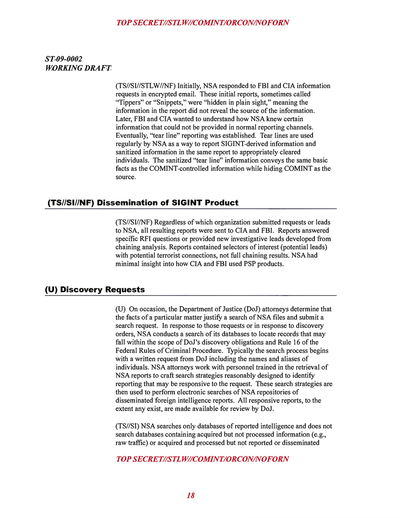 TOP SECRET//STLW//COMINT/ORCON/NOFORN
ST-09-0002
WORKING DRAFT
(TS//SI//STLW//NF) Initially, NSA responded to FBI and CIA information
requests in encrypted email. These initial reports, sometimes called
“Tippers” or “Snippets,” were “hidden in plain sight,” meaning the
information in the report did not reveal the source of the information.
Later, FBI and CIA wanted to understand how NSA knew certain
information that could not be provided in normal reporting channels.
Eventually, “tear line” reporting was established. Tear lines are used
regularly by NSA as a way to report SIGINT-derived information and
sanitized information in the same report to appropriately cleared
individuals. The sanitized “tear line” information conveys the same basic
facts as the COMINT-controlled information while hiding COMINT as the
source.
(TS//SI//NF) Dissemination of SIGINT Product
(TS//SI//NF) Regardless of which organization submitted requests or leads
to NSA, all resulting reports were sent to CIA and FBI. Reports answered
specific RFI questions or provided new investigative leads developed from
chaining analysis. Reports contained selectors of interest (potential leads)
with potential terrorist connections, not full chaining results. NSA had
minimal insight into how CIA and FBI used PSP products.
(U) Discovery Requests
(U) On occasion, the Department of Justice (DoJ) attorneys determine that
the facts of a particular matter justify a search of NSA files and submit a
search request. In response to those requests or in response to discovery
orders, NSA conducts a search of its databases to locate records that may
fall within the scope of DoJ’s discovery obligations and Rule 16 of the
Federal Rules of Criminal Procedure. Typically the search process begins
with a written request from DoJ including the names and aliases of
individuals. NSA attorneys work with personnel trained in the retrieval of
NSA reports to craft search strategies reasonably designed to identify
reporting that may be responsive to the request. These search strategies are
then used to perform electronic searches of NSA repositories of
disseminated foreign intelligence reports. All responsive reports, to the
extent any exist, are made available for review by DoJ.
(TS//SI) NSA searches only databases of reported intelligence and does not
search databases containing acquired but not processed information (e.g.,
raw traffic) or acquired and processed but not reported or disseminated
TOP SECRET//STLW//COMINT/ORCON/NOFORN
18